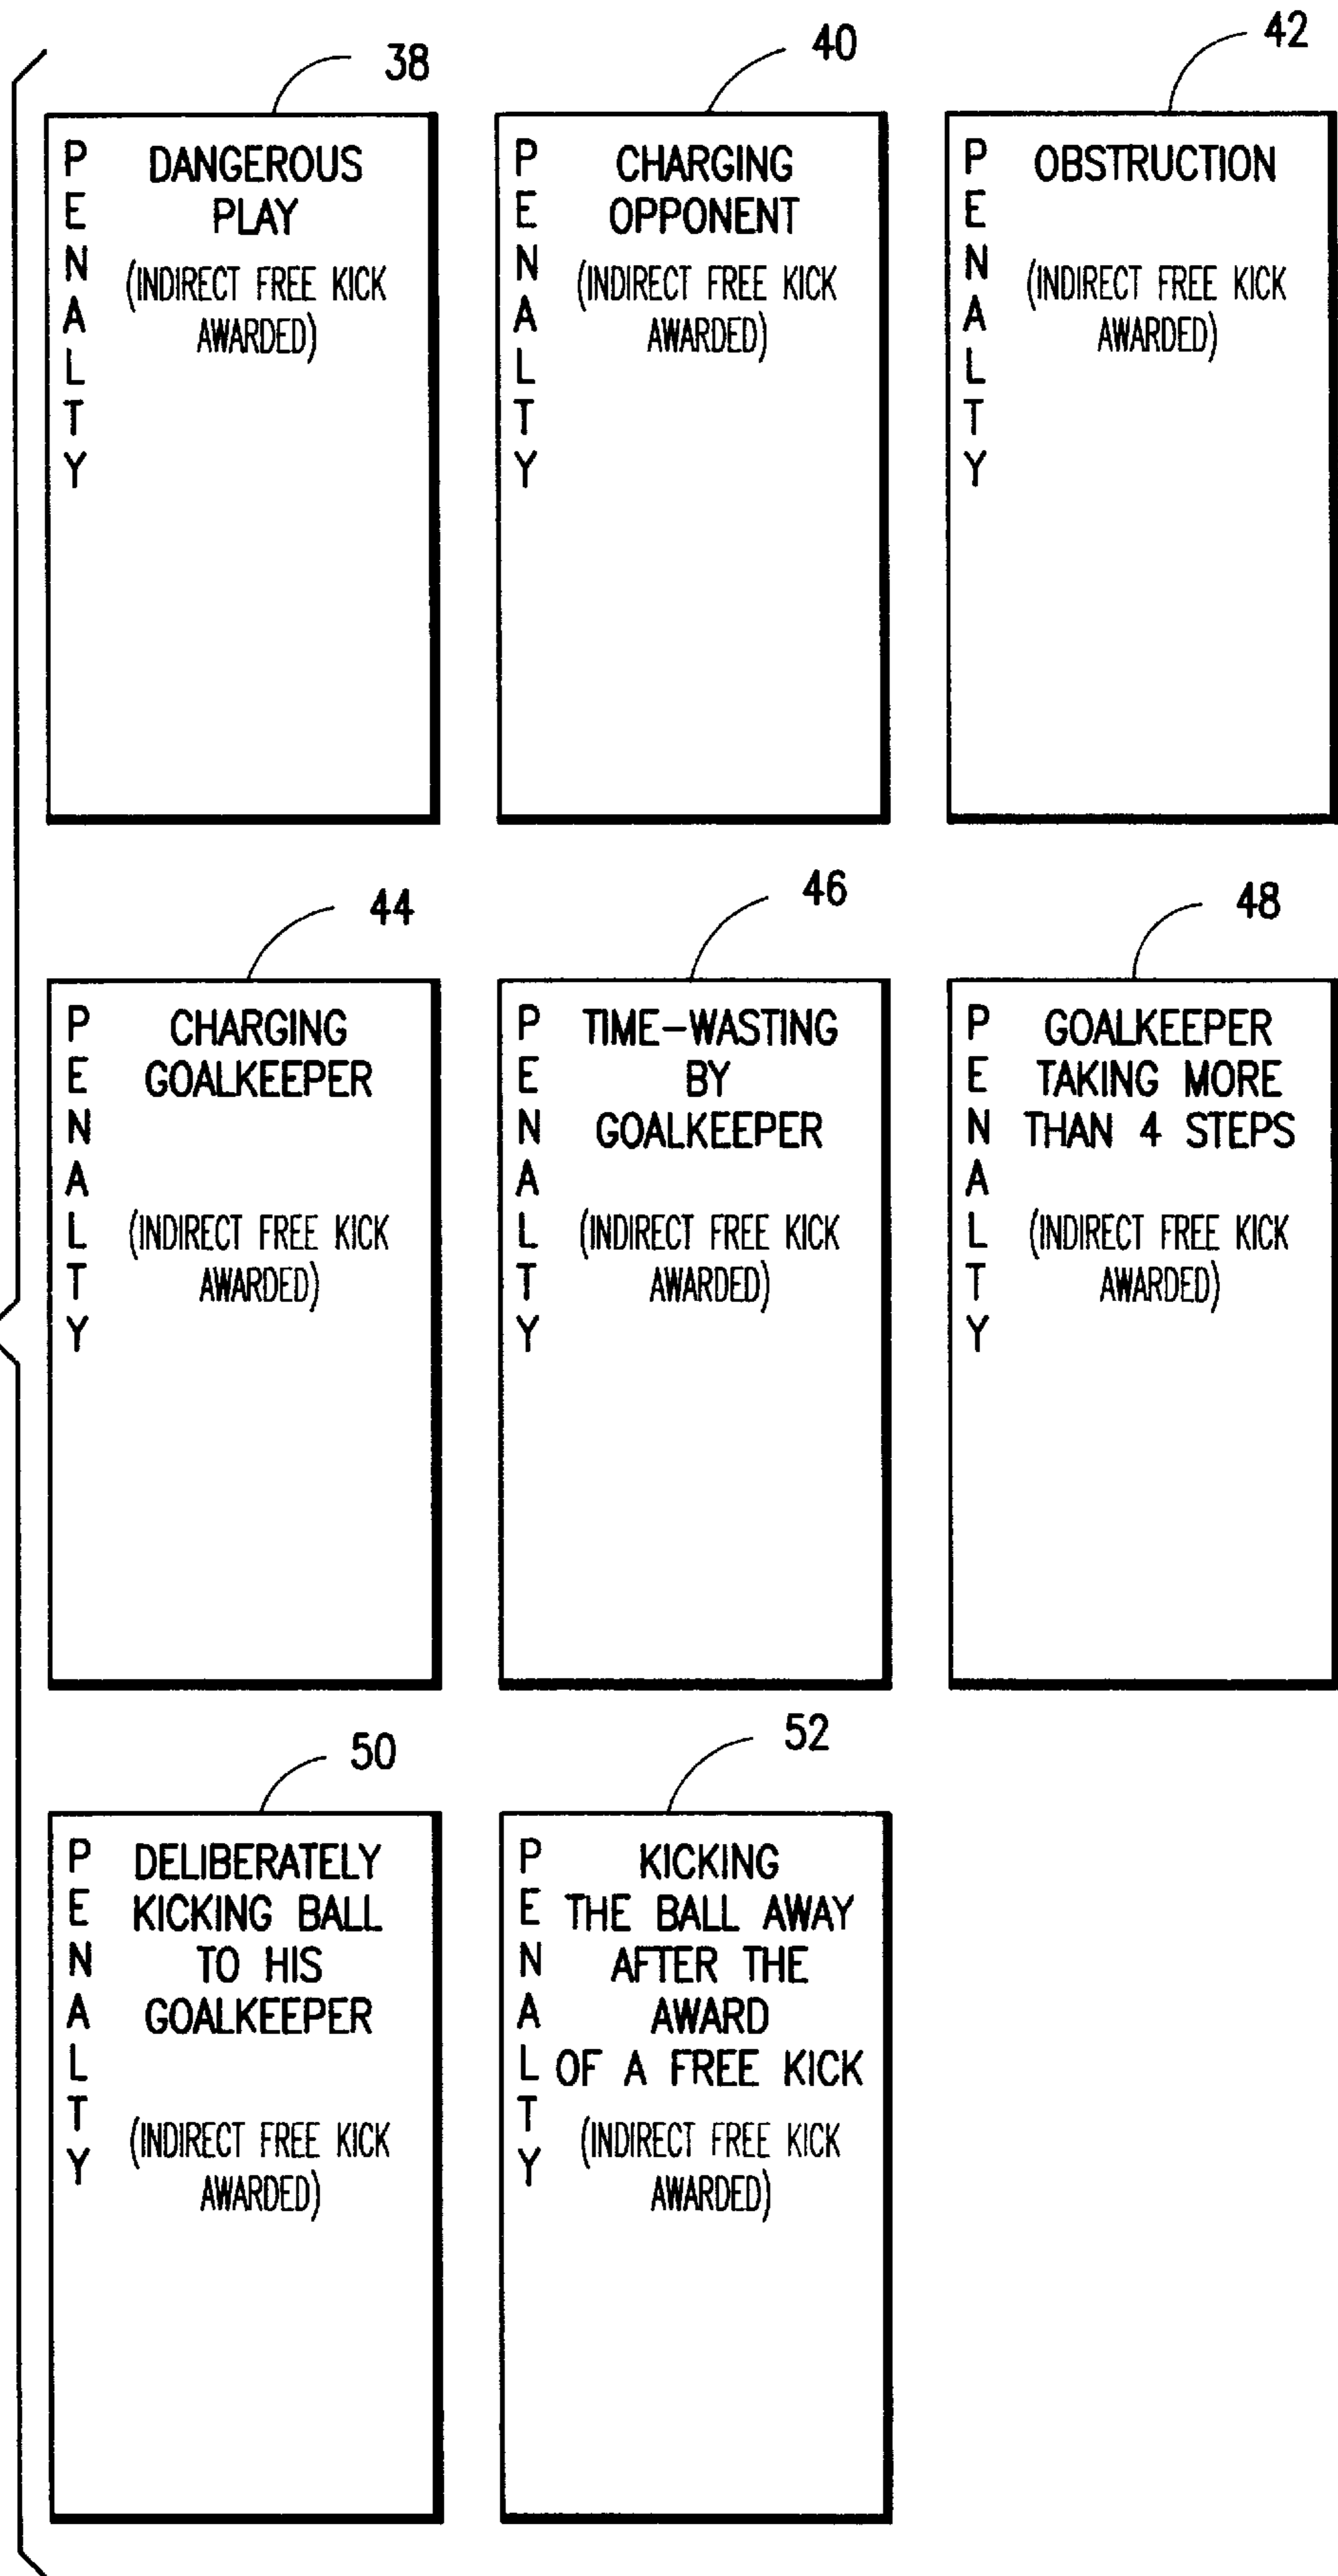 38
PENALTY
DANGEROUS
PLAY
(INDIRECT FREE KICK
AWARDED)
40
PENALTY
CHARGING
OPPONENT
(INDIRECT FREE KICK
AWARDED)
42
PENALTY
OBSTRUCTION
(INDIRECT FREE KICK
AWARDED)
44
PENALTY
CHARGING
GOALKEEPER
(INDIRECT FREE KICK
AWARDED)
46
PENALTY
TIME-WASTING
BY
GOALKEEPER
(INDIRECT FREE KICK
AWARDED)
48
PENALTY
GOALKEEPER
TAKING MORE
THAN 4 STEPS
(INDIRECT FREE KICK
AWARDED)
50
PENALTY
DELIBERATELY
KICKING BALL
TO HIS
GOALKEEPER
(INDIRECT FREE KICK
AWARDED)
52
PENALTY
KICKING
THE BALL AWAY
AFTER THE
AWARD
OF A FREE KICK
(INDIRECT FREE KICK
AWARDED)